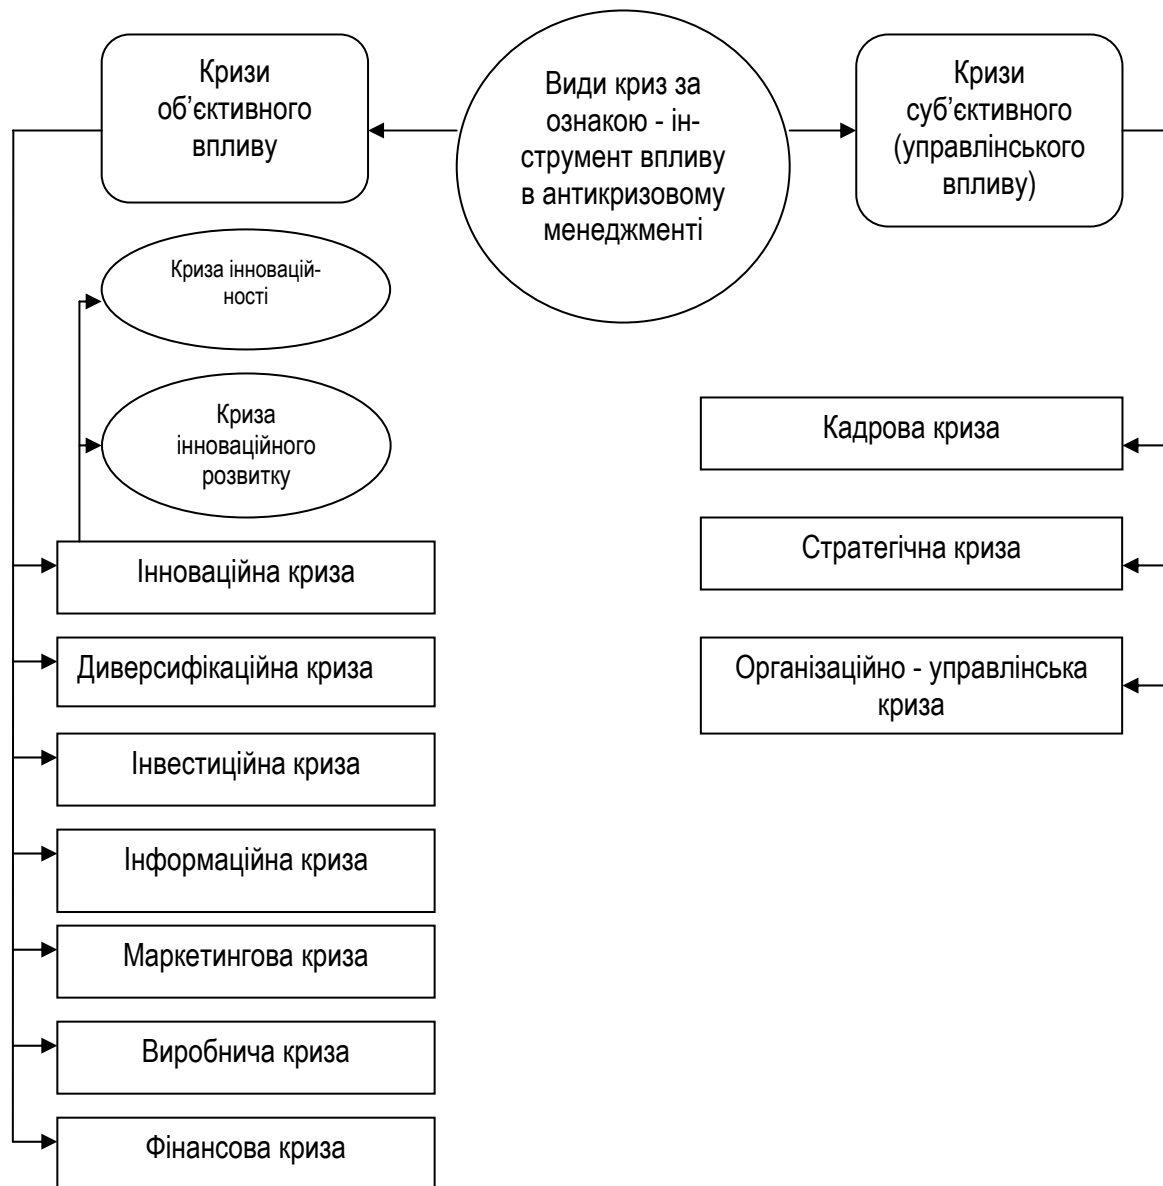 Кризи
об’єктивного
впливу
Види криз за
ознакою - ін-
струмент впливу
в антикризовому
менеджменті
Кризи
суб’єктивного
(управлінського
впливу)
Криза інновацій-
ності
Криза
інноваційного
розвитку
Інноваційна криза
Диверсифікаційна криза
Інвестиційна криза
Інформаційна криза
Маркетингова криза
Виробнича криза
Фінансова криза
Кадрова криза
Стратегічна криза
Організаційно - управлінська
криза